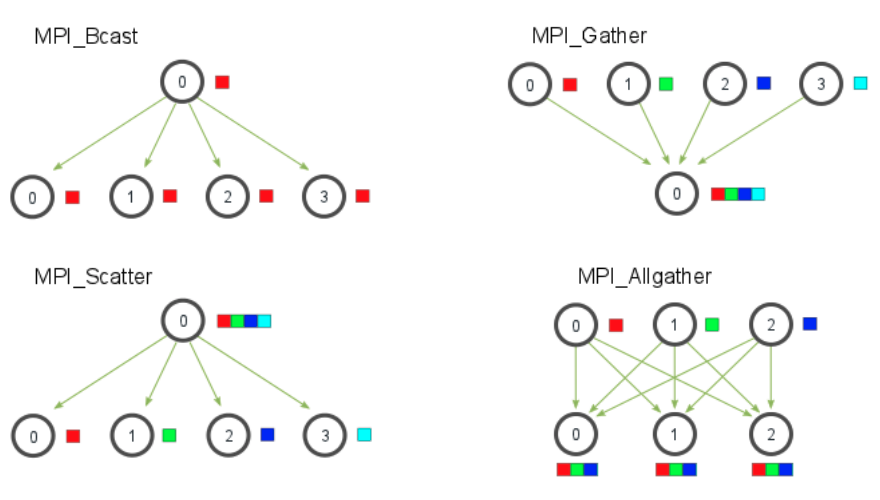 MPI_Bcast
0
0 1 2 3
MPI_Gather
0 1 2 3
0
MPI_Scatter
0
0 1 2 3
MPI_Allgather
0 1 2
0 1 2